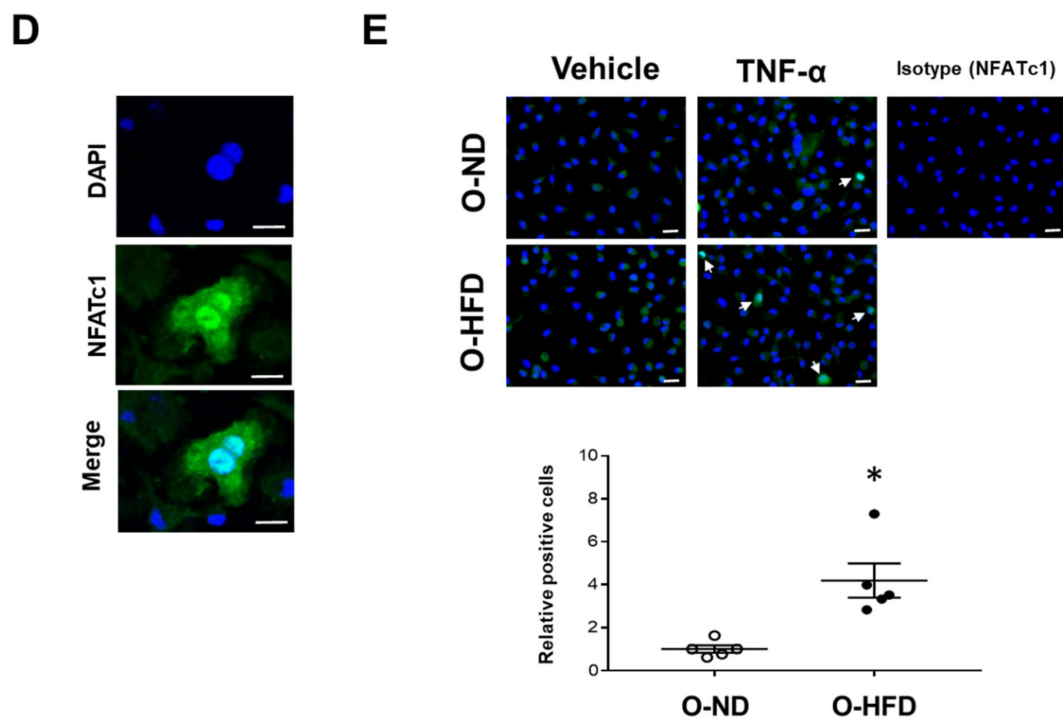 D
DAPI
NFATc1
Merge
E
Vehicle TNF-α Isotype (NFATc1)
O-ND
O-HFD
Relative positive cells
10
8
6
4
2
0
*
O-ND O-HFD